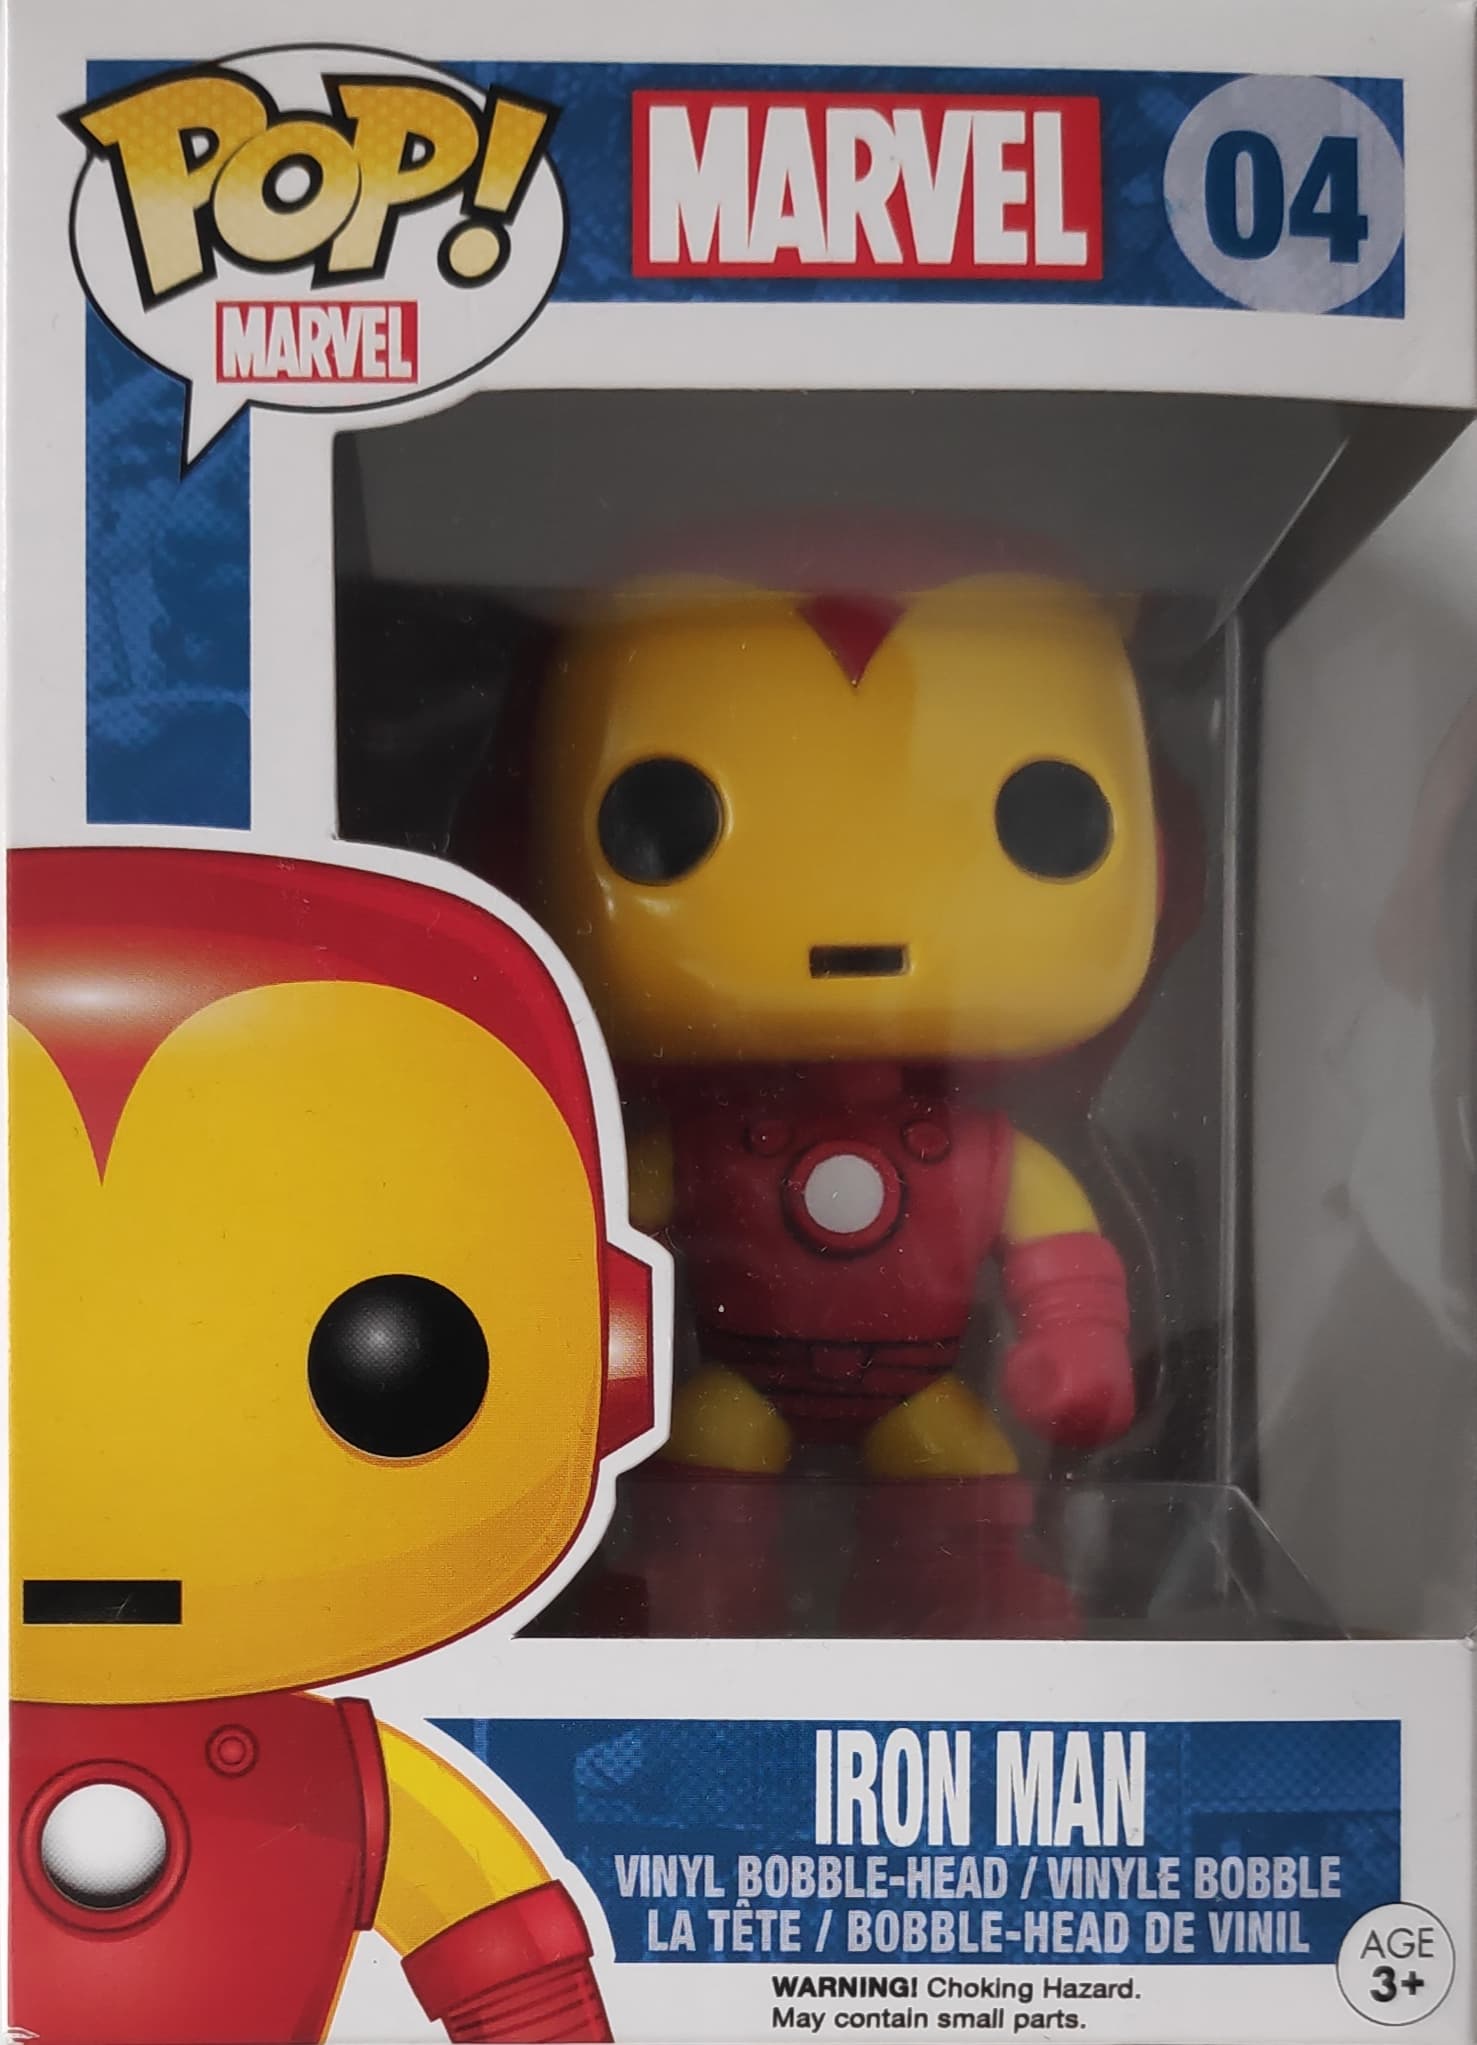 POP!
MARVEL
MARVEL
04
IRON MAN
VINYL BOBBLE-HEAD / VINYLE BOBBLE
LA TÊTE / BOBBLE-HEAD DE VINIL
AGE
3+
WARNING! Choking Hazard.
May contain small parts.